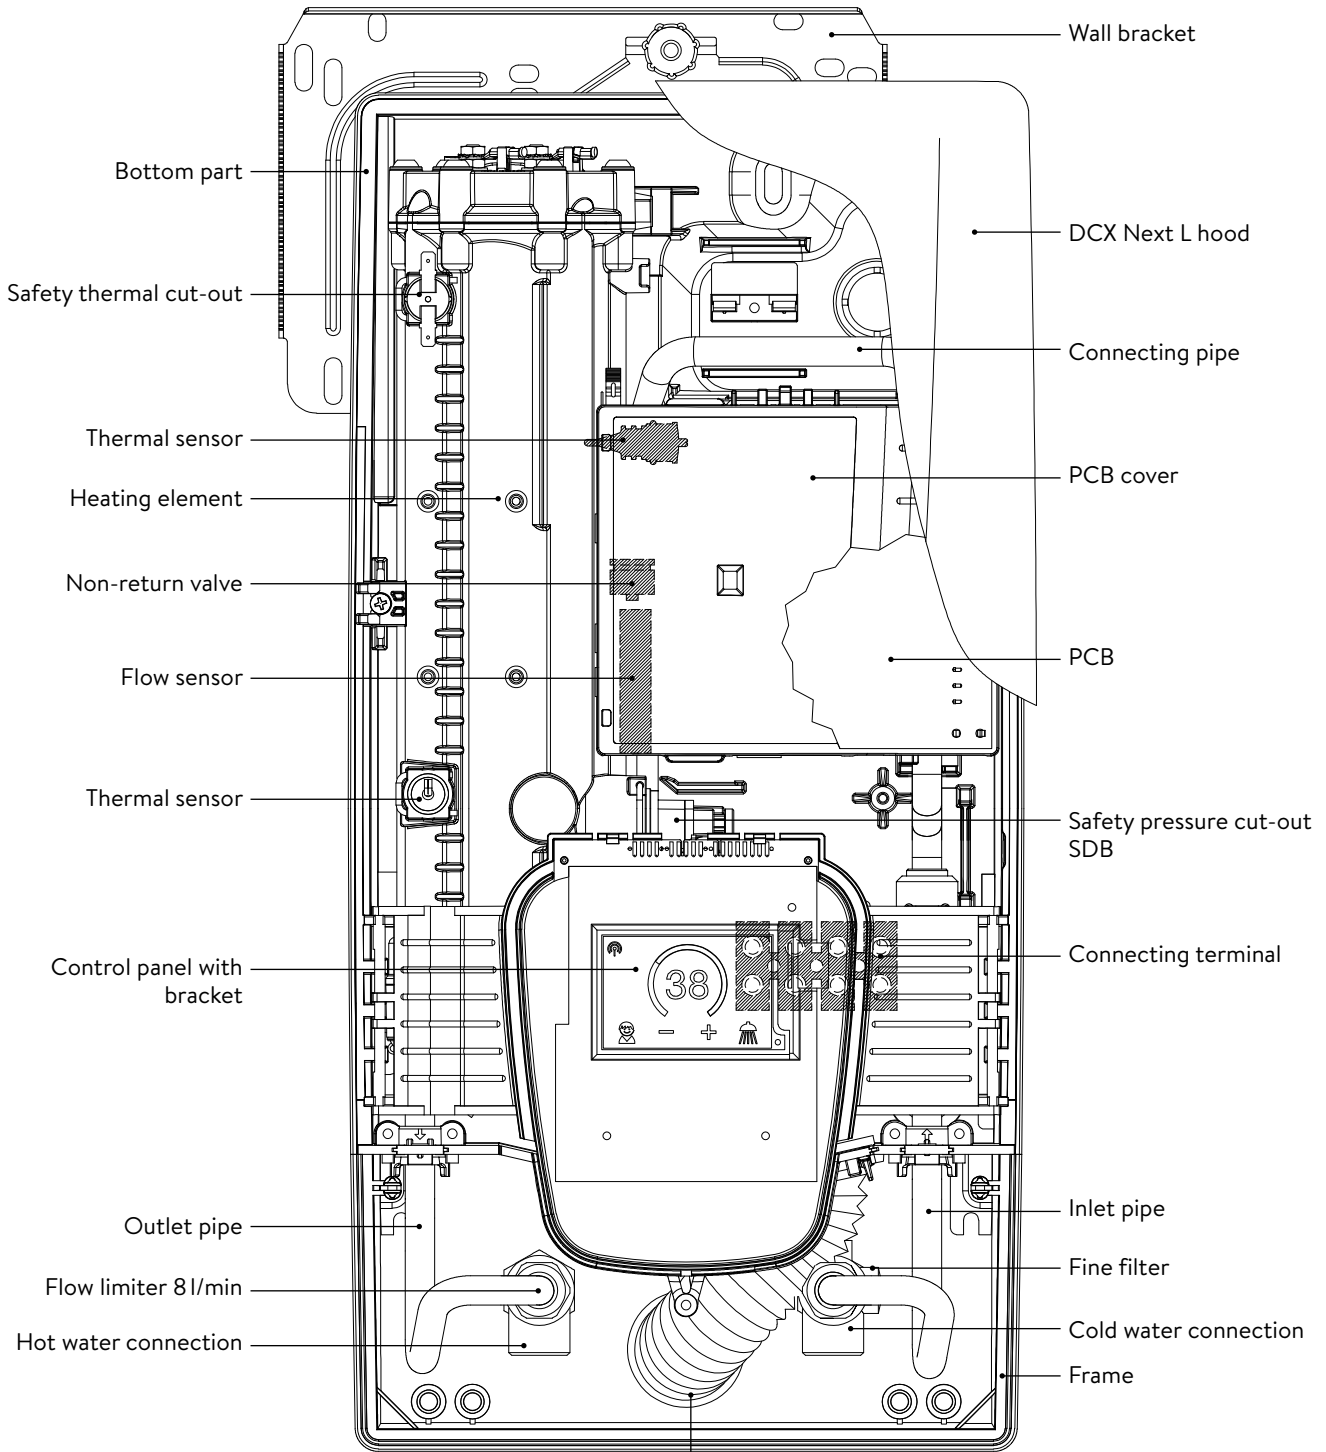 Wall bracket
Bottom part
DCX Next L hood
Safety thermal cut-out
Connecting pipe
Thermal sensor
PCB cover
Heating element
Non-return valve
PCB
Flow sensor
Thermal sensor
Safety pressure cut-out
SDB
Connecting terminal
Control panel with
bracket
38
Inlet pipe
Outlet pipe
Fine filter
Flow limiter 8 l/min
Cold water connection
Hot water connection
Frame